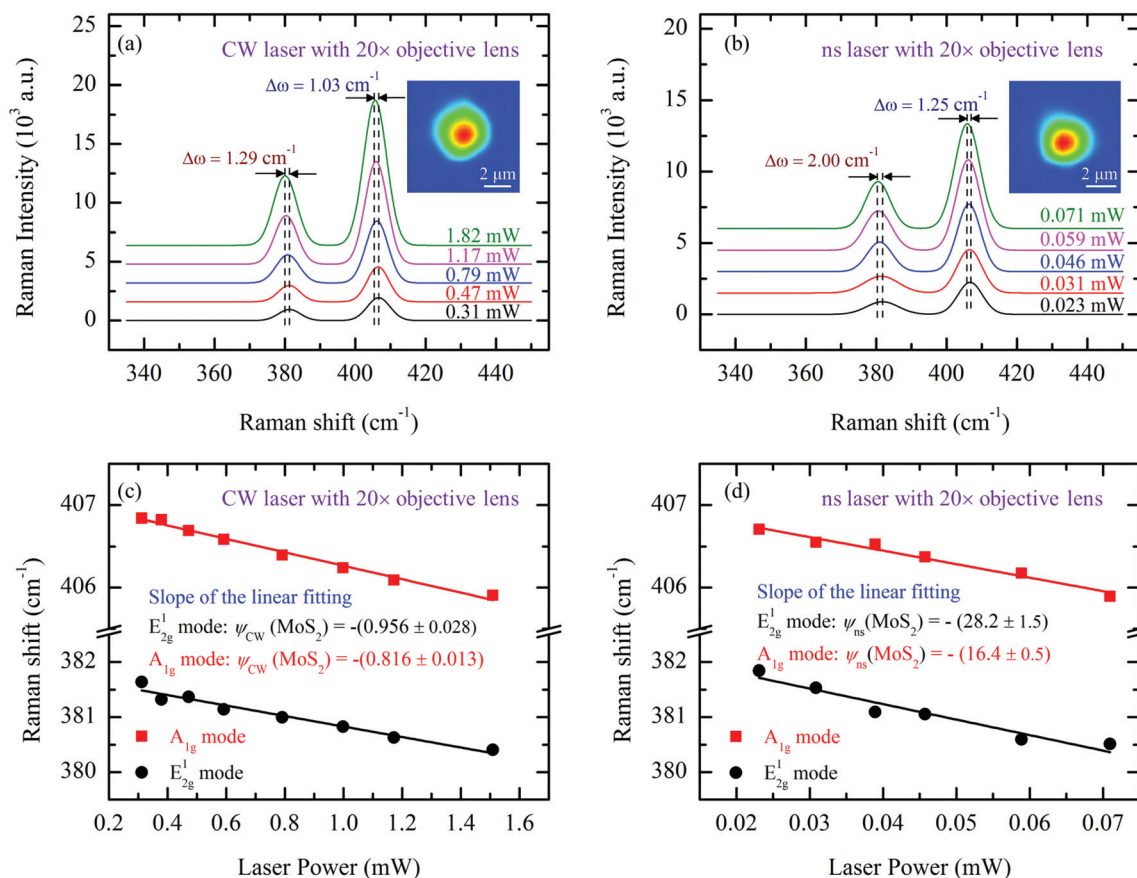 (a)
CW laser with 20× objective lens
Δω = 1.03 cm⁻¹
Δω = 1.29 cm⁻¹
2 μm
1.82 mW
1.17 mW
0.79 mW
0.47 mW
0.31 mW
25
20
15
10
5
0
Raman Intensity (10³ a.u.)
340 360 380 400 420 440
Raman shift (cm⁻¹)
(b)
ns laser with 20× objective lens
Δω = 1.25 cm⁻¹
Δω = 2.00 cm⁻¹
2 μm
0.071 mW
0.059 mW
0.046 mW
0.031 mW
0.023 mW
20
15
10
5
0
Raman Intensity (10³ a.u.)
340 360 380 400 420 440
Raman shift (cm⁻¹)
(c)
CW laser with 20× objective lens
Slope of the linear fitting
E¹₂g mode: ψCW (MoS₂) = -(0.956 ± 0.028)
A₁g mode: ψCW (MoS₂) = -(0.816 ± 0.013)
A₁g mode
E¹₂g mode
407
406
382
381
380
Raman shift (cm⁻¹)
0.2 0.4 0.6 0.8 1.0 1.2 1.4 1.6
Laser Power (mW)
(d)
ns laser with 20× objective lens
Slope of the linear fitting
E¹₂g mode: ψns (MoS₂) = - (28.2 ± 1.5)
A₁g mode: ψns(MoS₂) = - (16.4 ± 0.5)
A₁g mode
E¹₂g mode
407
406
382
381
380
Raman shift (cm⁻¹)
0.02 0.03 0.04 0.05 0.06 0.07
Laser Power (mW)